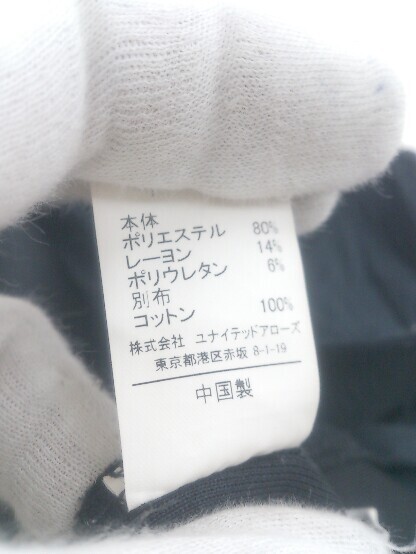 本体
ポリエステル 80%
レーヨン 14%
ポリウレタン 6%
別布
コットン 100%
株式会社 ユナイテッドアローズ
東京都港区赤坂 8-1-19
中国製